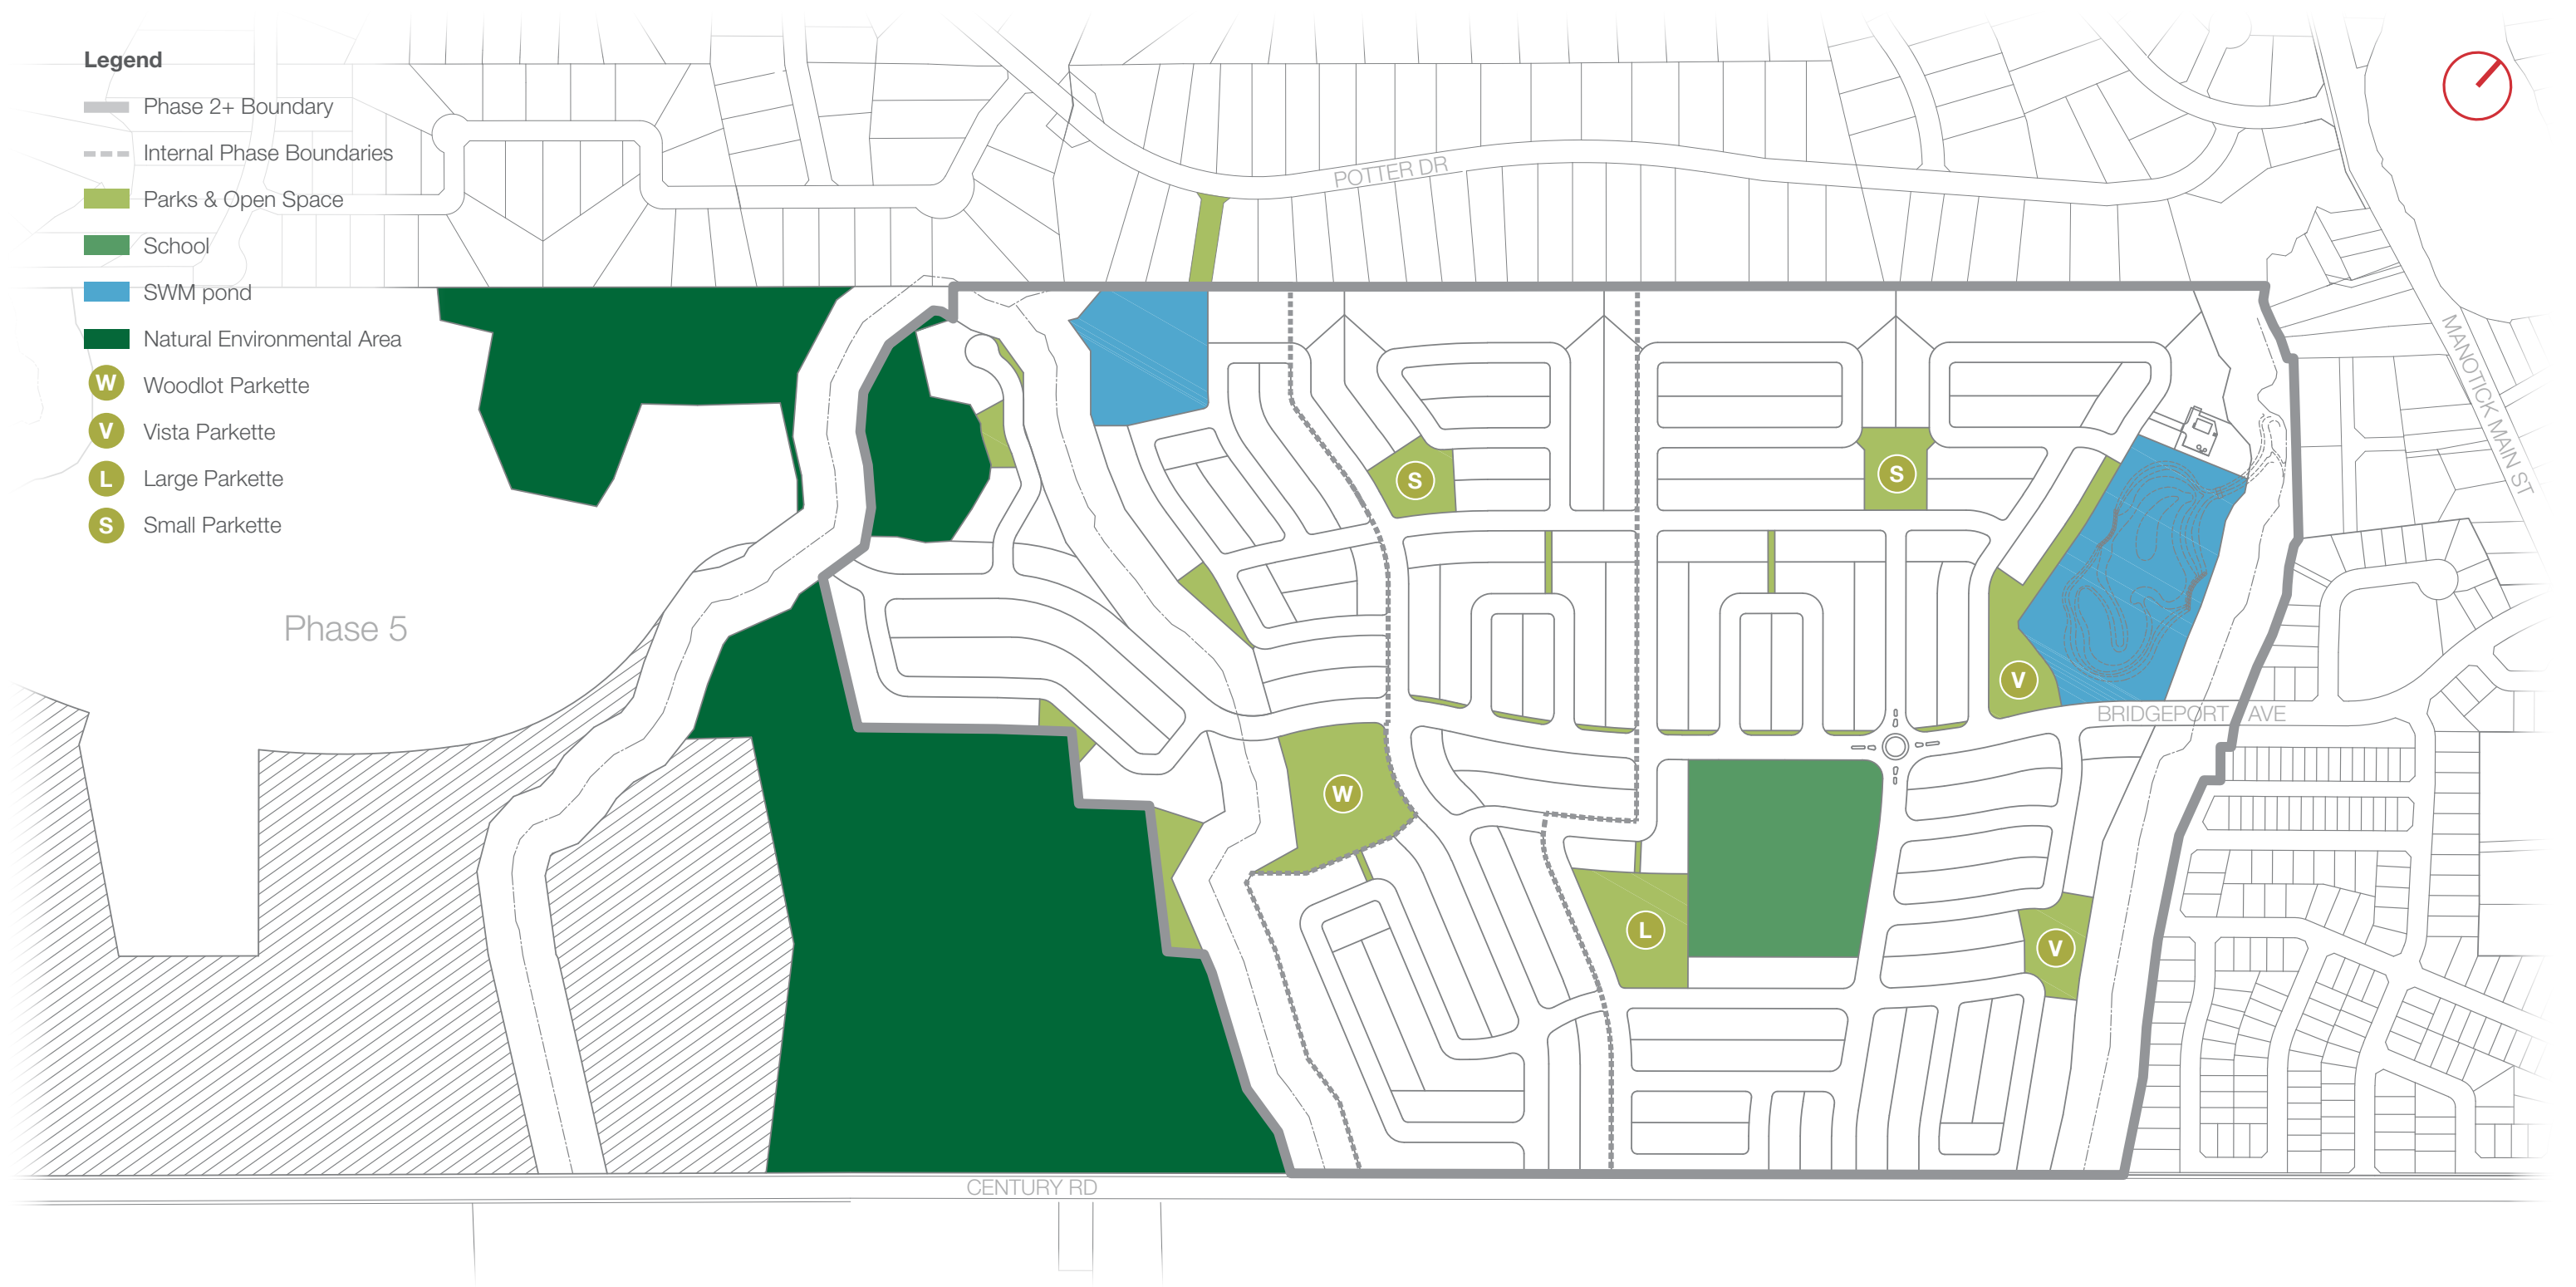 Legend
Phase 2+ Boundary
Internal Phase Boundaries
Parks & Open Space
School
SWM pond
Natural Environmental Area
W Woodlot Parkette
V Vista Parkette
L Large Parkette
S Small Parkette
POTTER DR
MANOTICK MAIN ST
S
S
Phase 5
V
BRIDGEPORT AVE
W
L
V
CENTURY RD